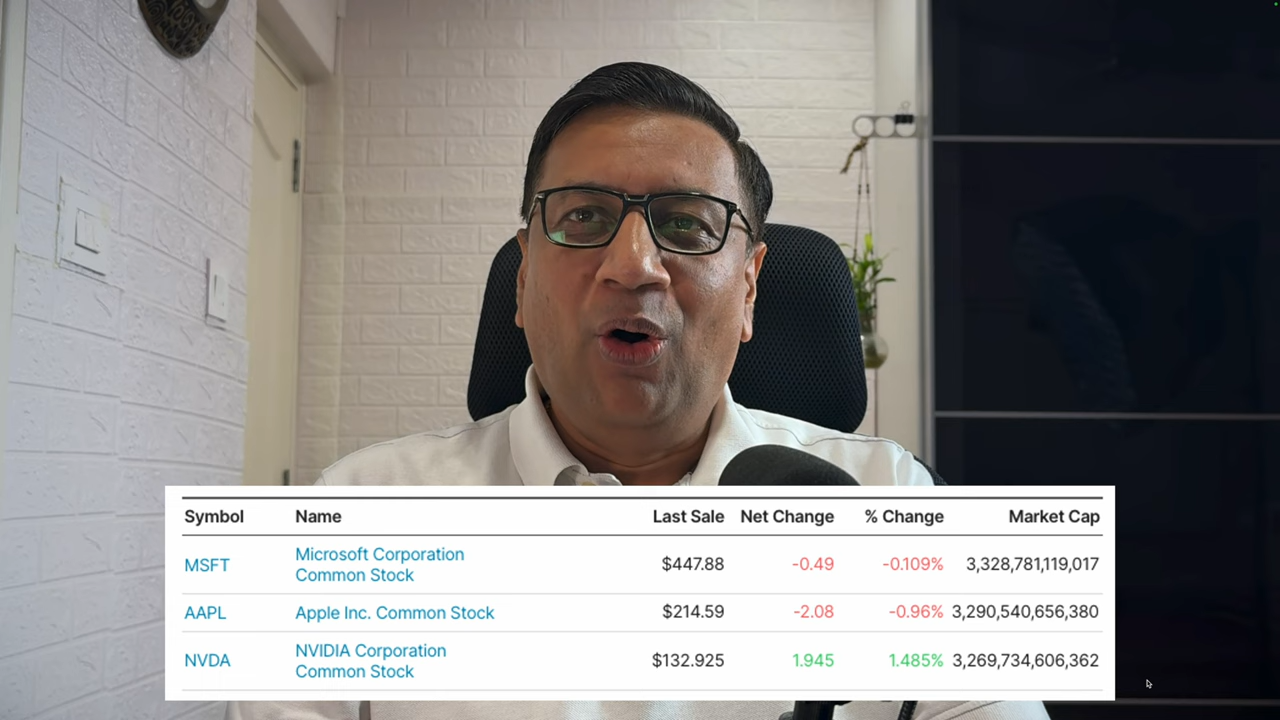 Symbol Name Last Sale Net Change % Change Market Cap
MSFT Microsoft Corporation Common Stock $447.88 -0.49 -0.109% 3,328,781,119,017
AAPL Apple Inc. Common Stock $214.59 -2.08 -0.96% 3,290,540,656,380
NVDA NVIDIA Corporation Common Stock $132.925 1.945 1.485% 3,269,734,606,362